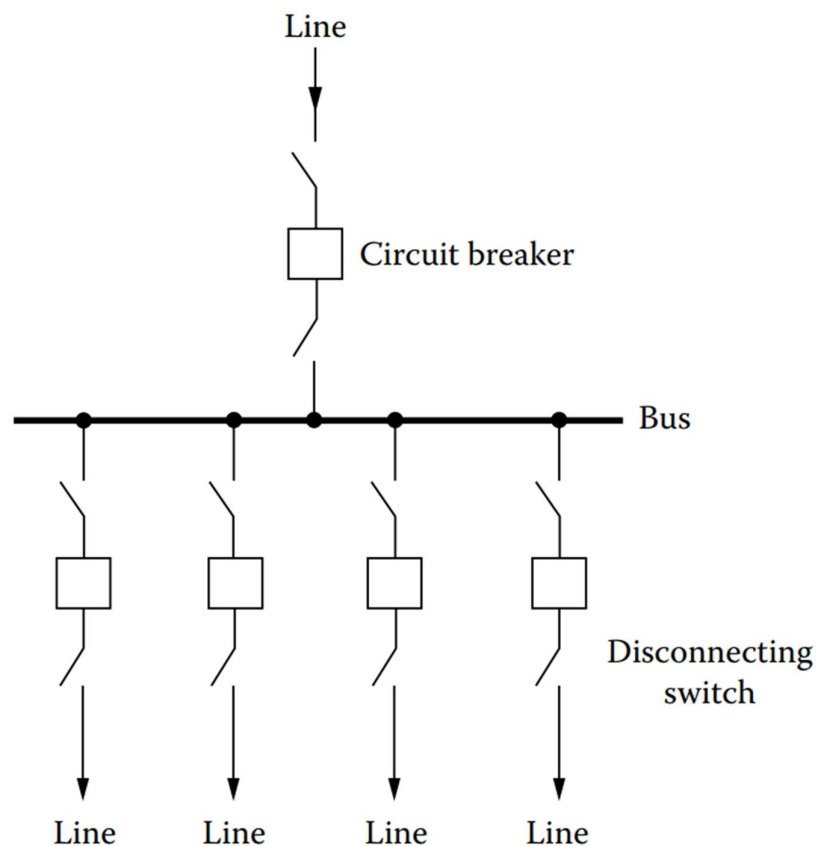 Line
Circuit breaker
Bus
Disconnecting
switch
Line
Line
Line
Line